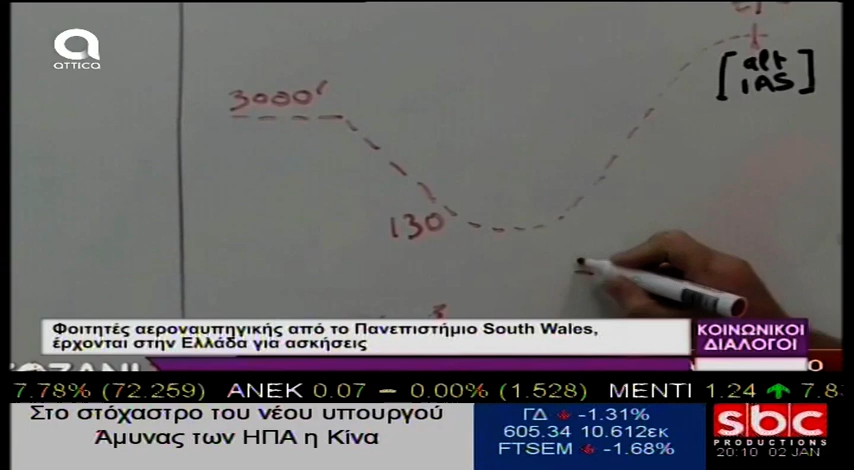 attica
3000'
[alt
IAS]
130
Φοιτητές αεροναυπηγικής από το Πανεπιστήμιο South Wales,
έρχονται στην Ελλάδα για ασκήσεις
ΚΟΙΝΩΝΙΚΟΙ
ΔΙΑΛΟΓΟΙ
7.78% (72.259) ΑΝΕΚ 0.07 0.00% (1.528) ΜΕΝΤΙ 1.24 7.8
Στο στόχαστρο του νέου υπουργού
Άμυνας των ΗΠΑ η Κίνα
ΓΔ -1.31%
605.34 10.612εκ
FTSEM -1.68%
sbc
PRODUCTIONS
20:10 02 JAN